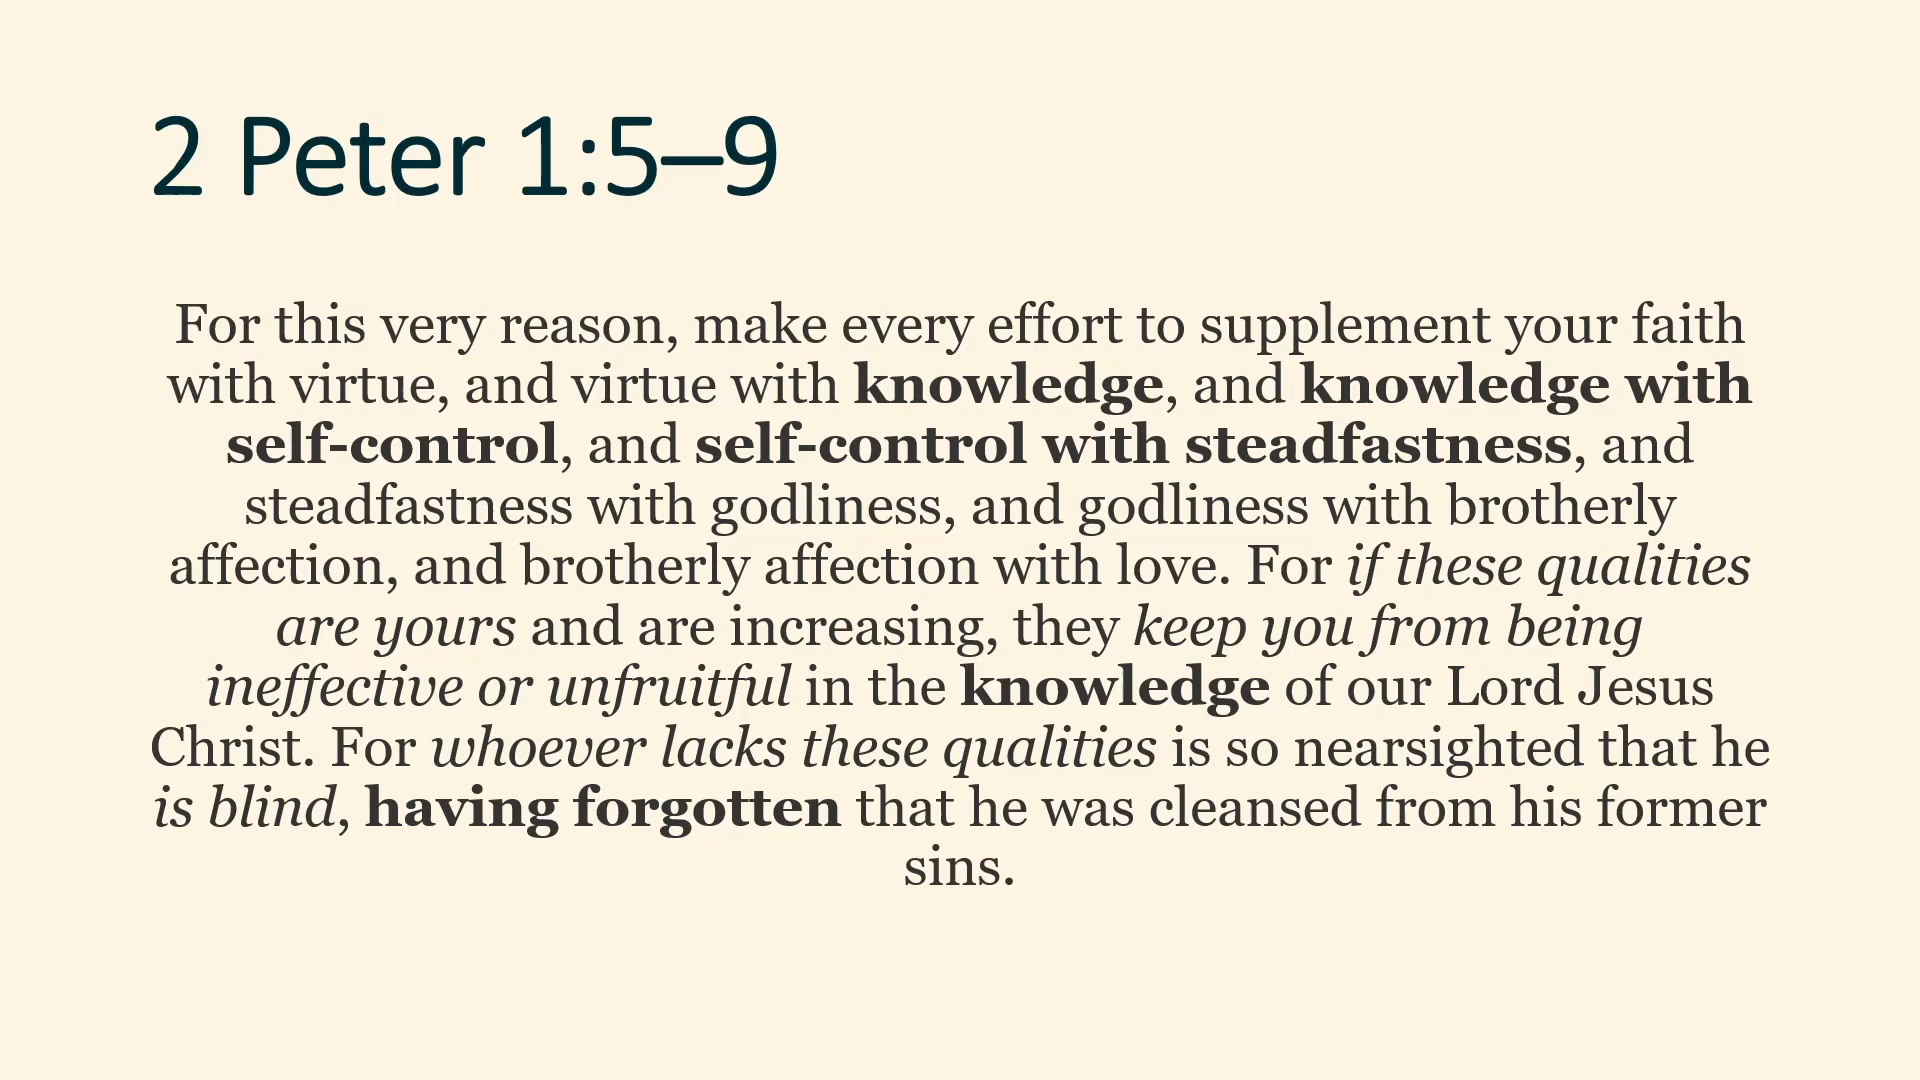 2 Peter 1:5–9
For this very reason, make every effort to supplement your faith
with virtue, and virtue with knowledge, and knowledge with
self-control, and self-control with steadfastness, and
steadfastness with godliness, and godliness with brotherly
affection, and brotherly affection with love. For if these qualities
are yours and are increasing, they keep you from being
ineffective or unfruitful in the knowledge of our Lord Jesus
Christ. For whoever lacks these qualities is so nearsighted that he
is blind, having forgotten that he was cleansed from his former
sins.